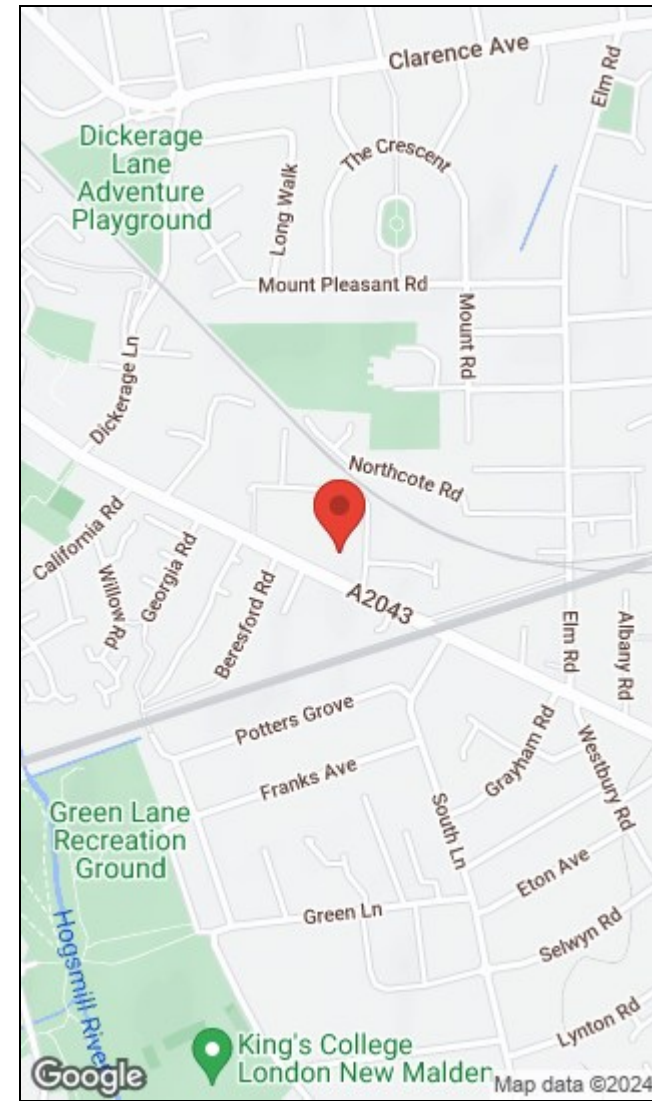 Clarence Ave
Elm Rd
Dickerage
Lane
Adventure
Playground
Long Walk
The Crescent
Mount Pleasant Rd
Mount Rd
Dickerage Ln
Northcote Rd
California Rd
Willow Rd
Georgia Rd
Beresford Rd
A2043
Elm Rd
Albany Rd
Potters Grove
Grayham Rd
Westbury Rd
Franks Ave
South Ln
Green Lane
Recreation
Ground
Eton Ave
Green Ln
Selwyn Rd
Hogsmill River
Lynton Rd
King's College
London New Malden
Google
Map data ©2024